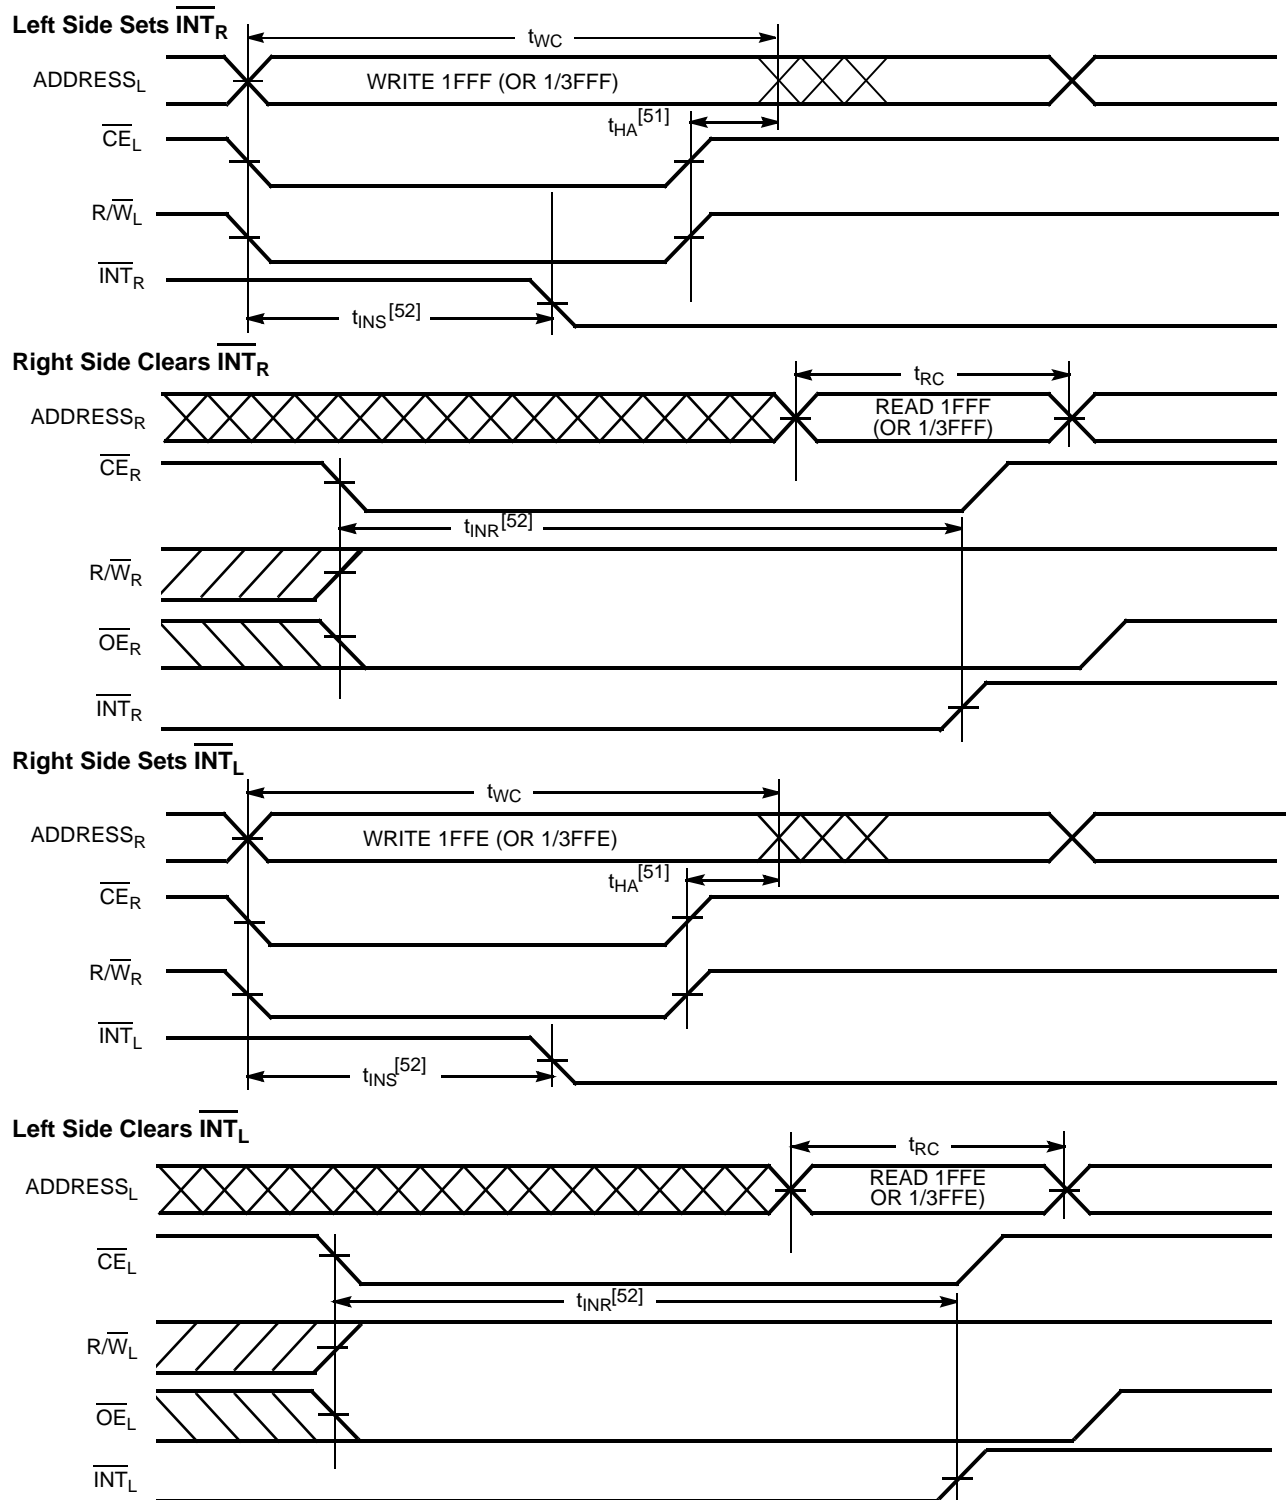 Left Side Sets INTR
tWC
ADDRESSL
WRITE 1FFF (OR 1/3FFF)
tHA[51]
CEL
R/WL
INTR
tINS[52]
Right Side Clears INTR
tRC
ADDRESSR
READ 1FFF
(OR 1/3FFF)
CER
tINR[52]
R/WR
OER
INTR
Right Side Sets INTL
tWC
ADDRESSR
WRITE 1FFE (OR 1/3FFE)
tHA[51]
CER
R/WR
INTL
tINS[52]
Left Side Clears INTL
tRC
ADDRESSL
READ 1FFE
OR 1/3FFE)
CEL
tINR[52]
R/WL
OEL
INTL